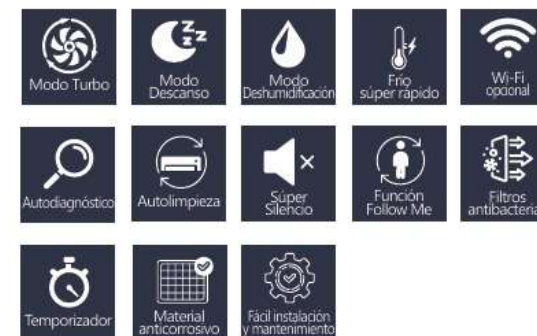 Modo Turbo
Modo
Descanso
Modo
Deshumidificación
Frío
súper rápido
Wi-Fi
opcional
Autodiagnóstico
Autolimpieza
Súper
Silencio
Función
Follow Me
Filtros
antibacteria
Temporizador
Material
anticorrosivo
Fácil instalación
y mantenimiento